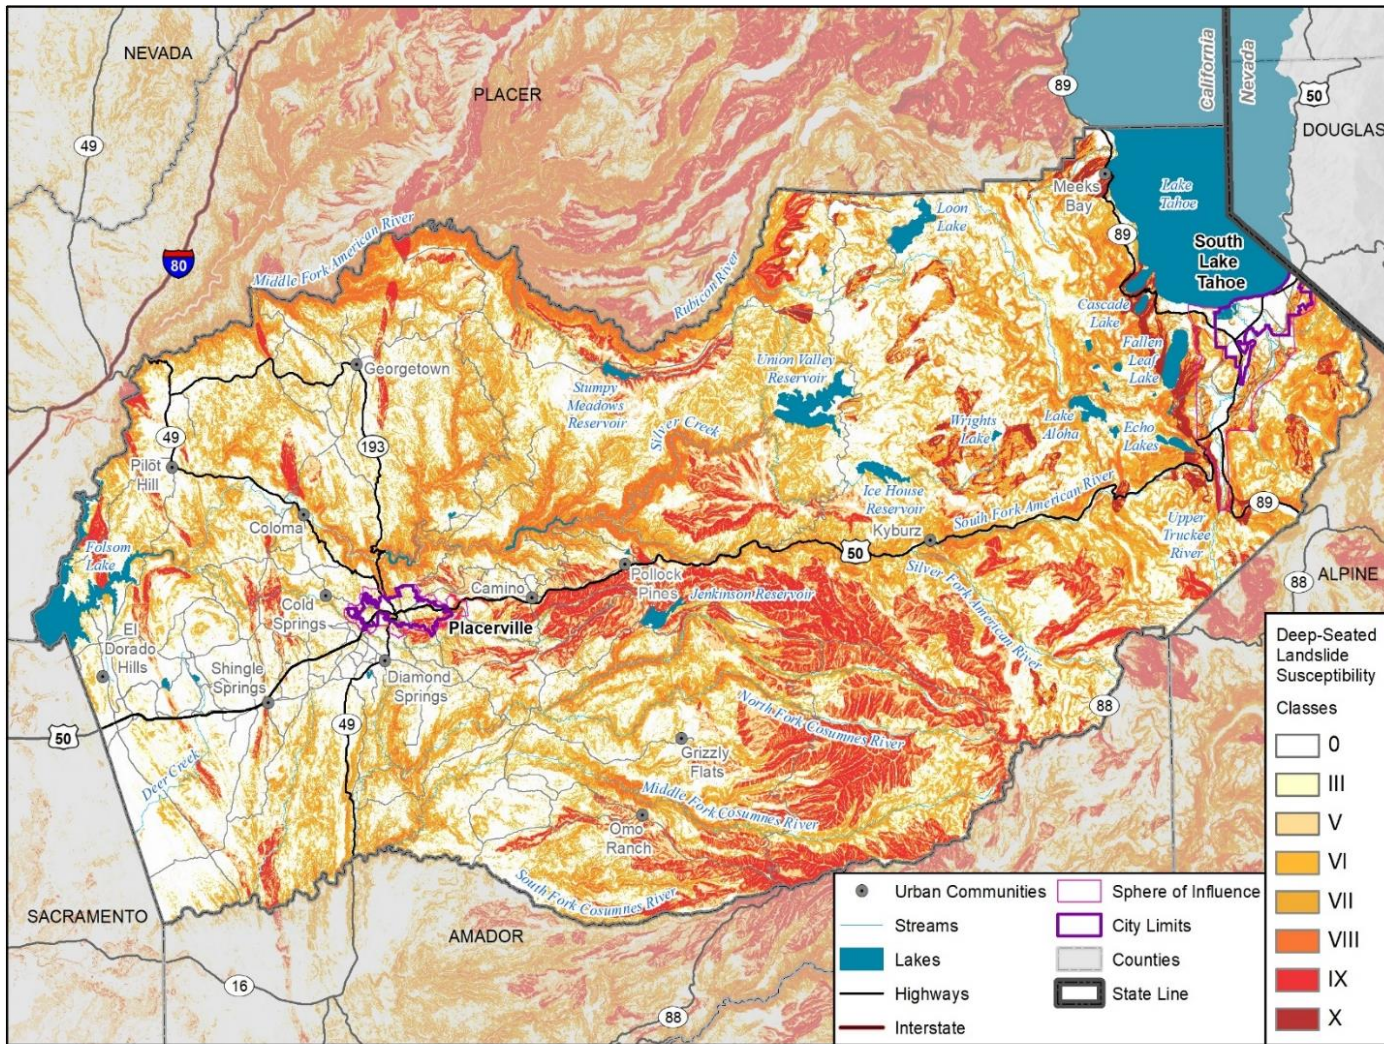 NEVADA
PLACER
89
California
Nevada
50
DOUGLAS
49
Meeks
Bay
Lake
Tahoe
Loon
Lake
89
South
Lake
Tahoe
80
Middle Fork American River
Rubicon River
Cascade
Lake
Fallen
Leaf
Lake
Georgetown
Union Valley
Reservoir
Stumpy
Meadows
Reservoir
Silver Creek
Wrights
Lake
Lake
Aloha
Echo
Lakes
49
193
Pilot
Hill
Ice House
Reservoir
South Fork American River
89
Coloma
Kyburz
50
Upper
Truckee
River
Folsom
Lake
Pollock
Pines
Silver Fork American River
88
ALPINE
Camino
Jenkinson Reservoir
Cold
Springs
Placerville
El
Dorado
Hills
Shingle
Springs
Diamond
Springs
88
North Fork Cosumnes River
50
49
Grizzly
Flats
Deer Creek
Middle Fork Cosumnes River
Omo
Ranch
South Fork Cosumnes River
SACRAMENTO
AMADOR
16
88
Deep-Seated
Landslide
Susceptibility
Classes
0
III
V
VI
VII
VIII
IX
X
Urban Communities
Streams
Lakes
Highways
Interstate
Sphere of Influence
City Limits
Counties
State Line